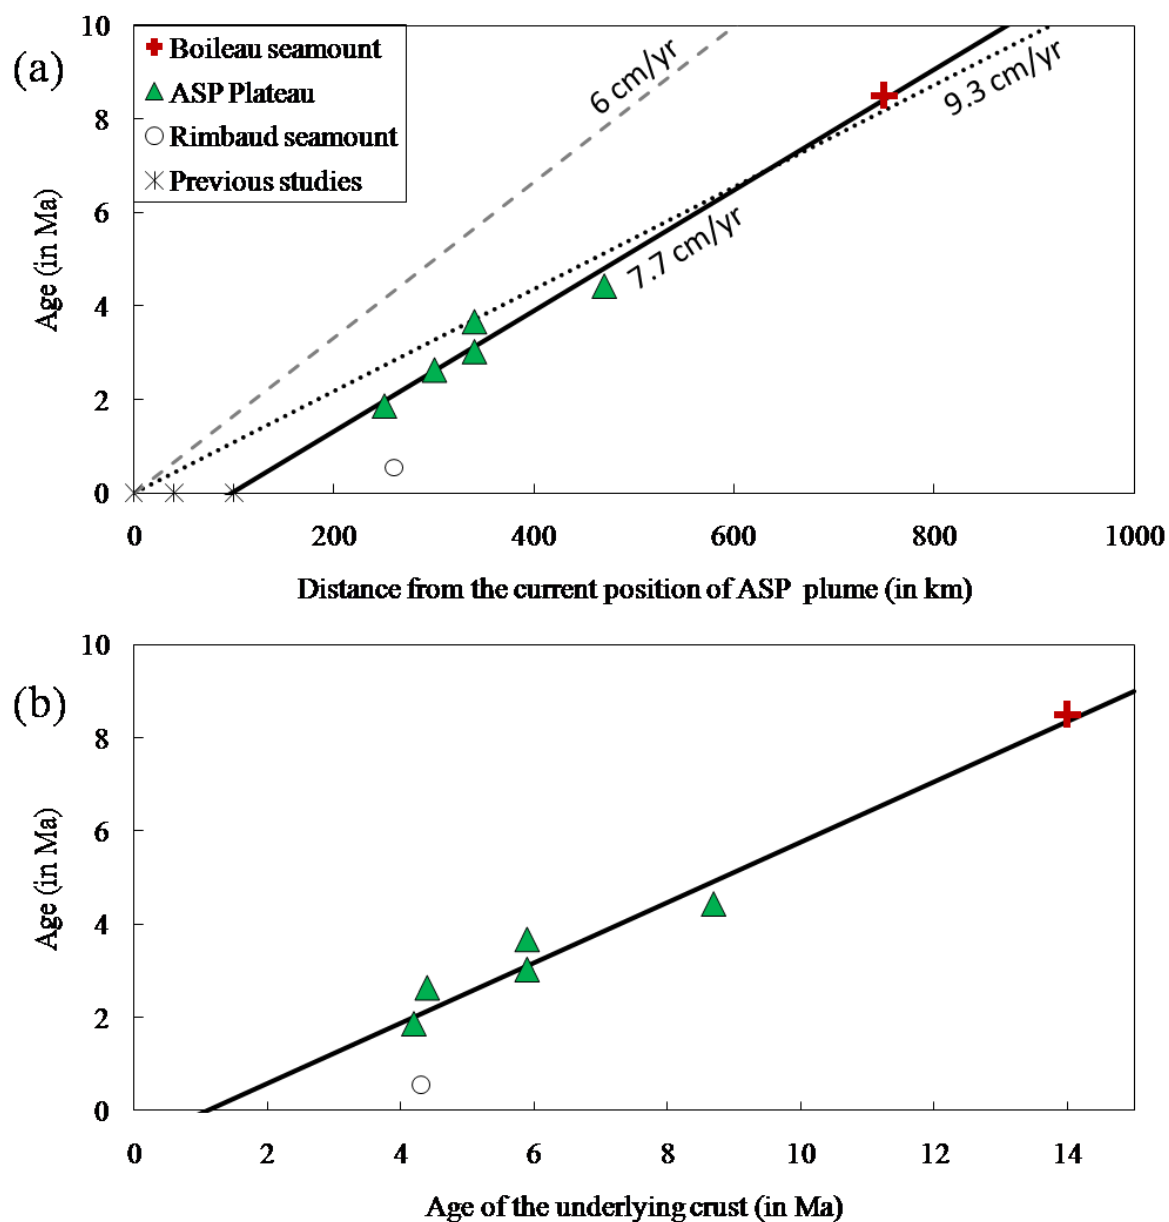 (a)
Boileau seamount
ASP Plateau
Rimbaud seamount
Previous studies
6 cm/yr
9.3 cm/yr
7.7 cm/yr
Age (in Ma)
10
8
6
4
2
0
0 200 400 600 800 1000
Distance from the current position of ASP plume (in km)
(b)
Age (in Ma)
10
8
6
4
2
0
0 2 4 6 8 10 12 14
Age of the underlying crust (in Ma)